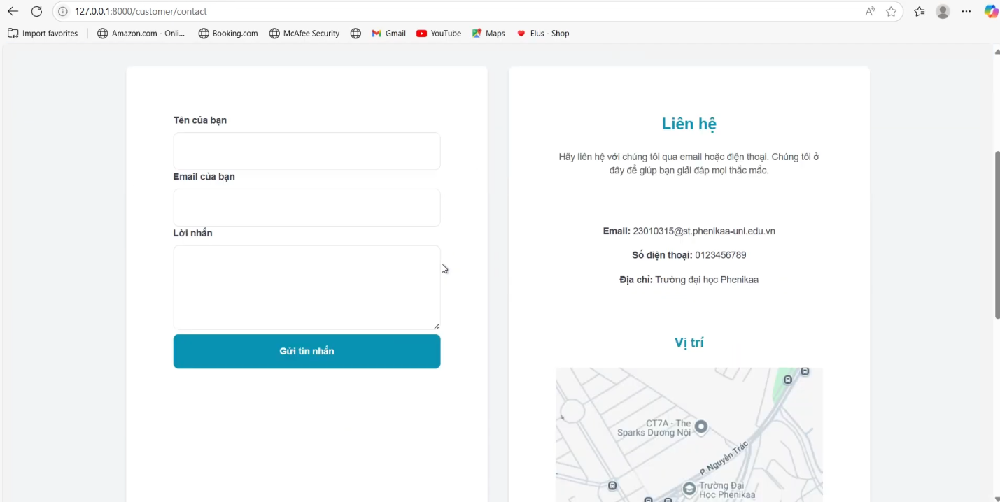 127.0.0.1:8000/customer/contact
Import favorites
Amazon.com - Onli...
Booking.com
McAfee Security
Gmail
YouTube
Maps
Elus - Shop
Tên của bạn
Email của bạn
Lời nhắn
Gửi tin nhắn
Liên hệ
Hãy liên hệ với chúng tôi qua email hoặc điện thoại. Chúng tôi ở
đây để giúp bạn giải đáp mọi thắc mắc.
Email: 23010315@st.phenikaa-uni.edu.vn
Số điện thoại: 0123456789
Địa chỉ: Trường đại học Phenikaa
Vị trí
CT7A - The
Sparks Dương Nội
P. Nguyễn Trác
Trường Đại
Học Phenikaa